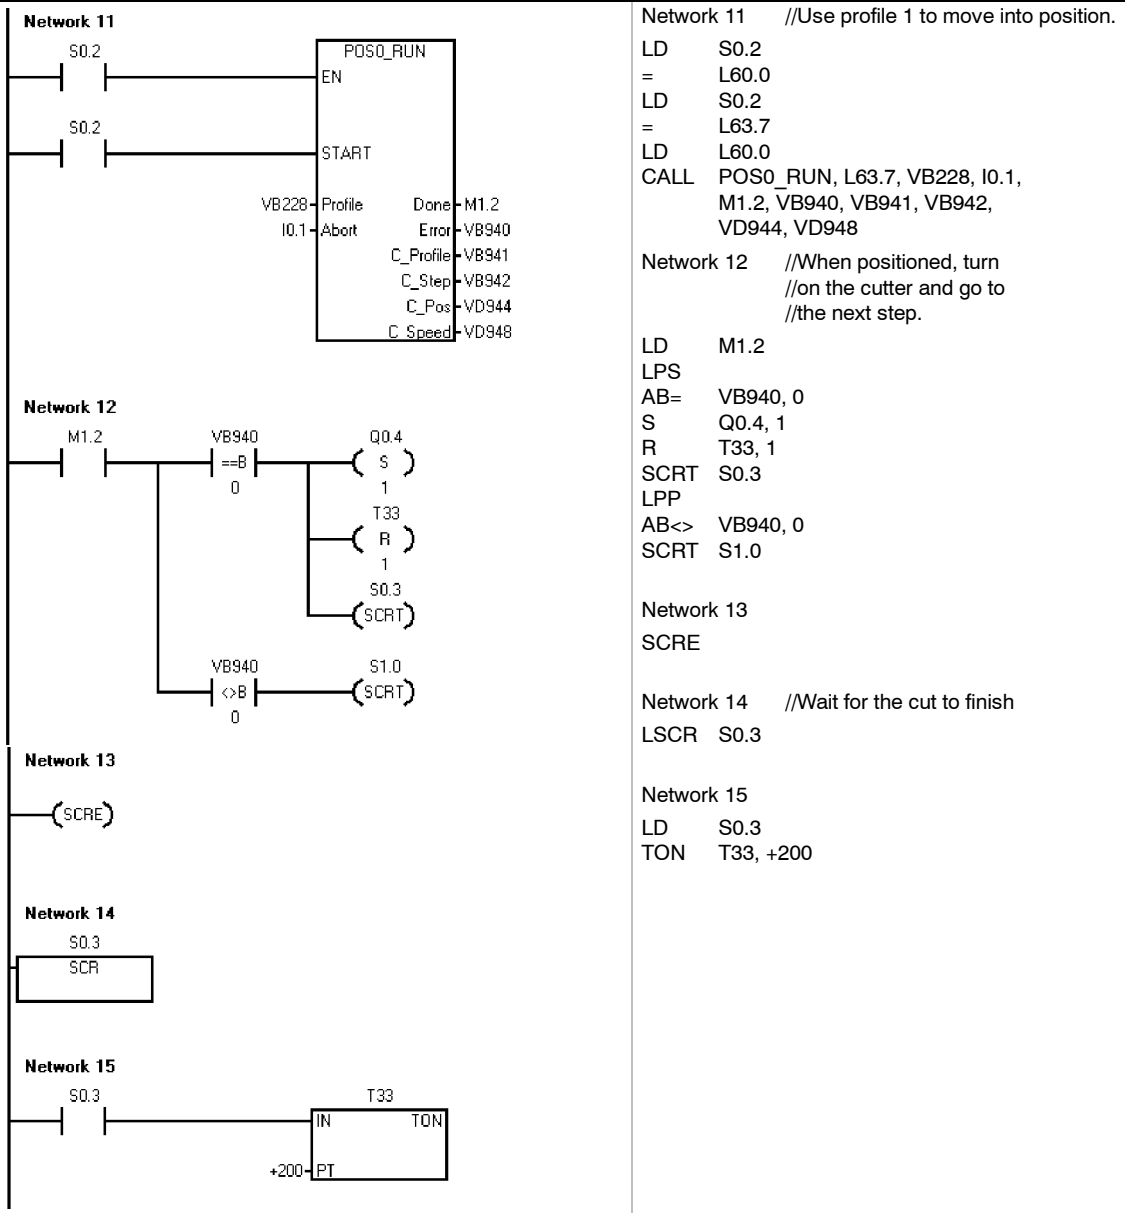 Network 11
S0.2
POS0_RUN
EN
S0.2
START
VB228 Profile Done M1.2
I0.1 Abort Error VB940
C_Profile VB941
C_Step VB942
C_Pos VD944
C_Speed VD948
Network 12
M1.2 VB940 Q0.4
==B S
0 1
T33
R
1
S0.3
SCRT
VB940 S1.0
<>B SCRT
0
Network 13
SCRE
Network 14
S0.3
SCR
Network 15
S0.3 T33
IN TON
+200 PT
Network 11 //Use profile 1 to move into position.
LD S0.2
= L60.0
LD S0.2
= L63.7
LD L60.0
CALL POS0_RUN, L63.7, VB228, I0.1,
M1.2, VB940, VB941, VB942,
VD944, VD948
Network 12 //When positioned, turn
//on the cutter and go to
//the next step.
LD M1.2
LPS
AB= VB940, 0
S Q0.4, 1
R T33, 1
SCRT S0.3
LPP
AB<> VB940, 0
SCRT S1.0
Network 13
SCRE
Network 14 //Wait for the cut to finish
LSCR S0.3
Network 15
LD S0.3
TON T33, +200